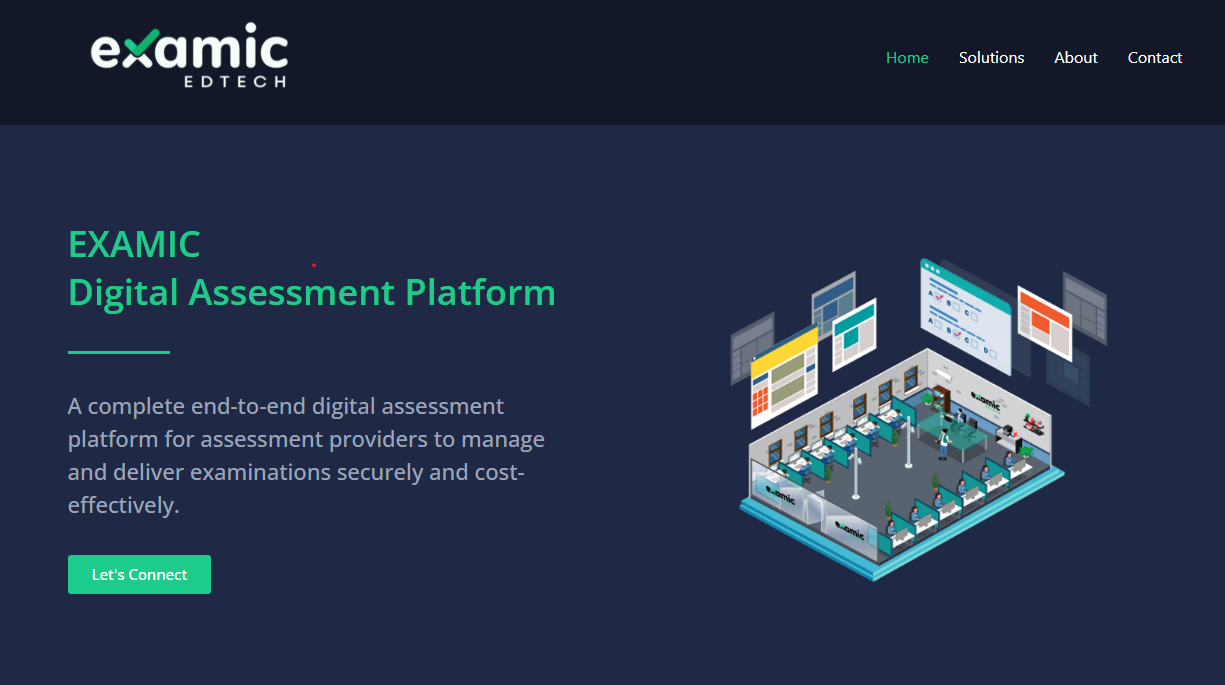 examic
EDTECH
Home Solutions About Contact
EXAMIC
Digital Assessment Platform
A complete end-to-end digital assessment
platform for assessment providers to manage
and deliver examinations securely and cost-
effectively.
Let's Connect
A B C
A B C D
examic
examic
examic